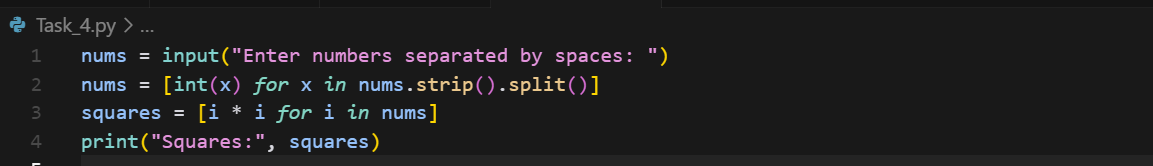 Task_4.py > ...
1 nums = input("Enter numbers separated by spaces: ")
2 nums = [int(x) for x in nums.strip().split()]
3 squares = [i * i for i in nums]
4 print("Squares:", squares)
5